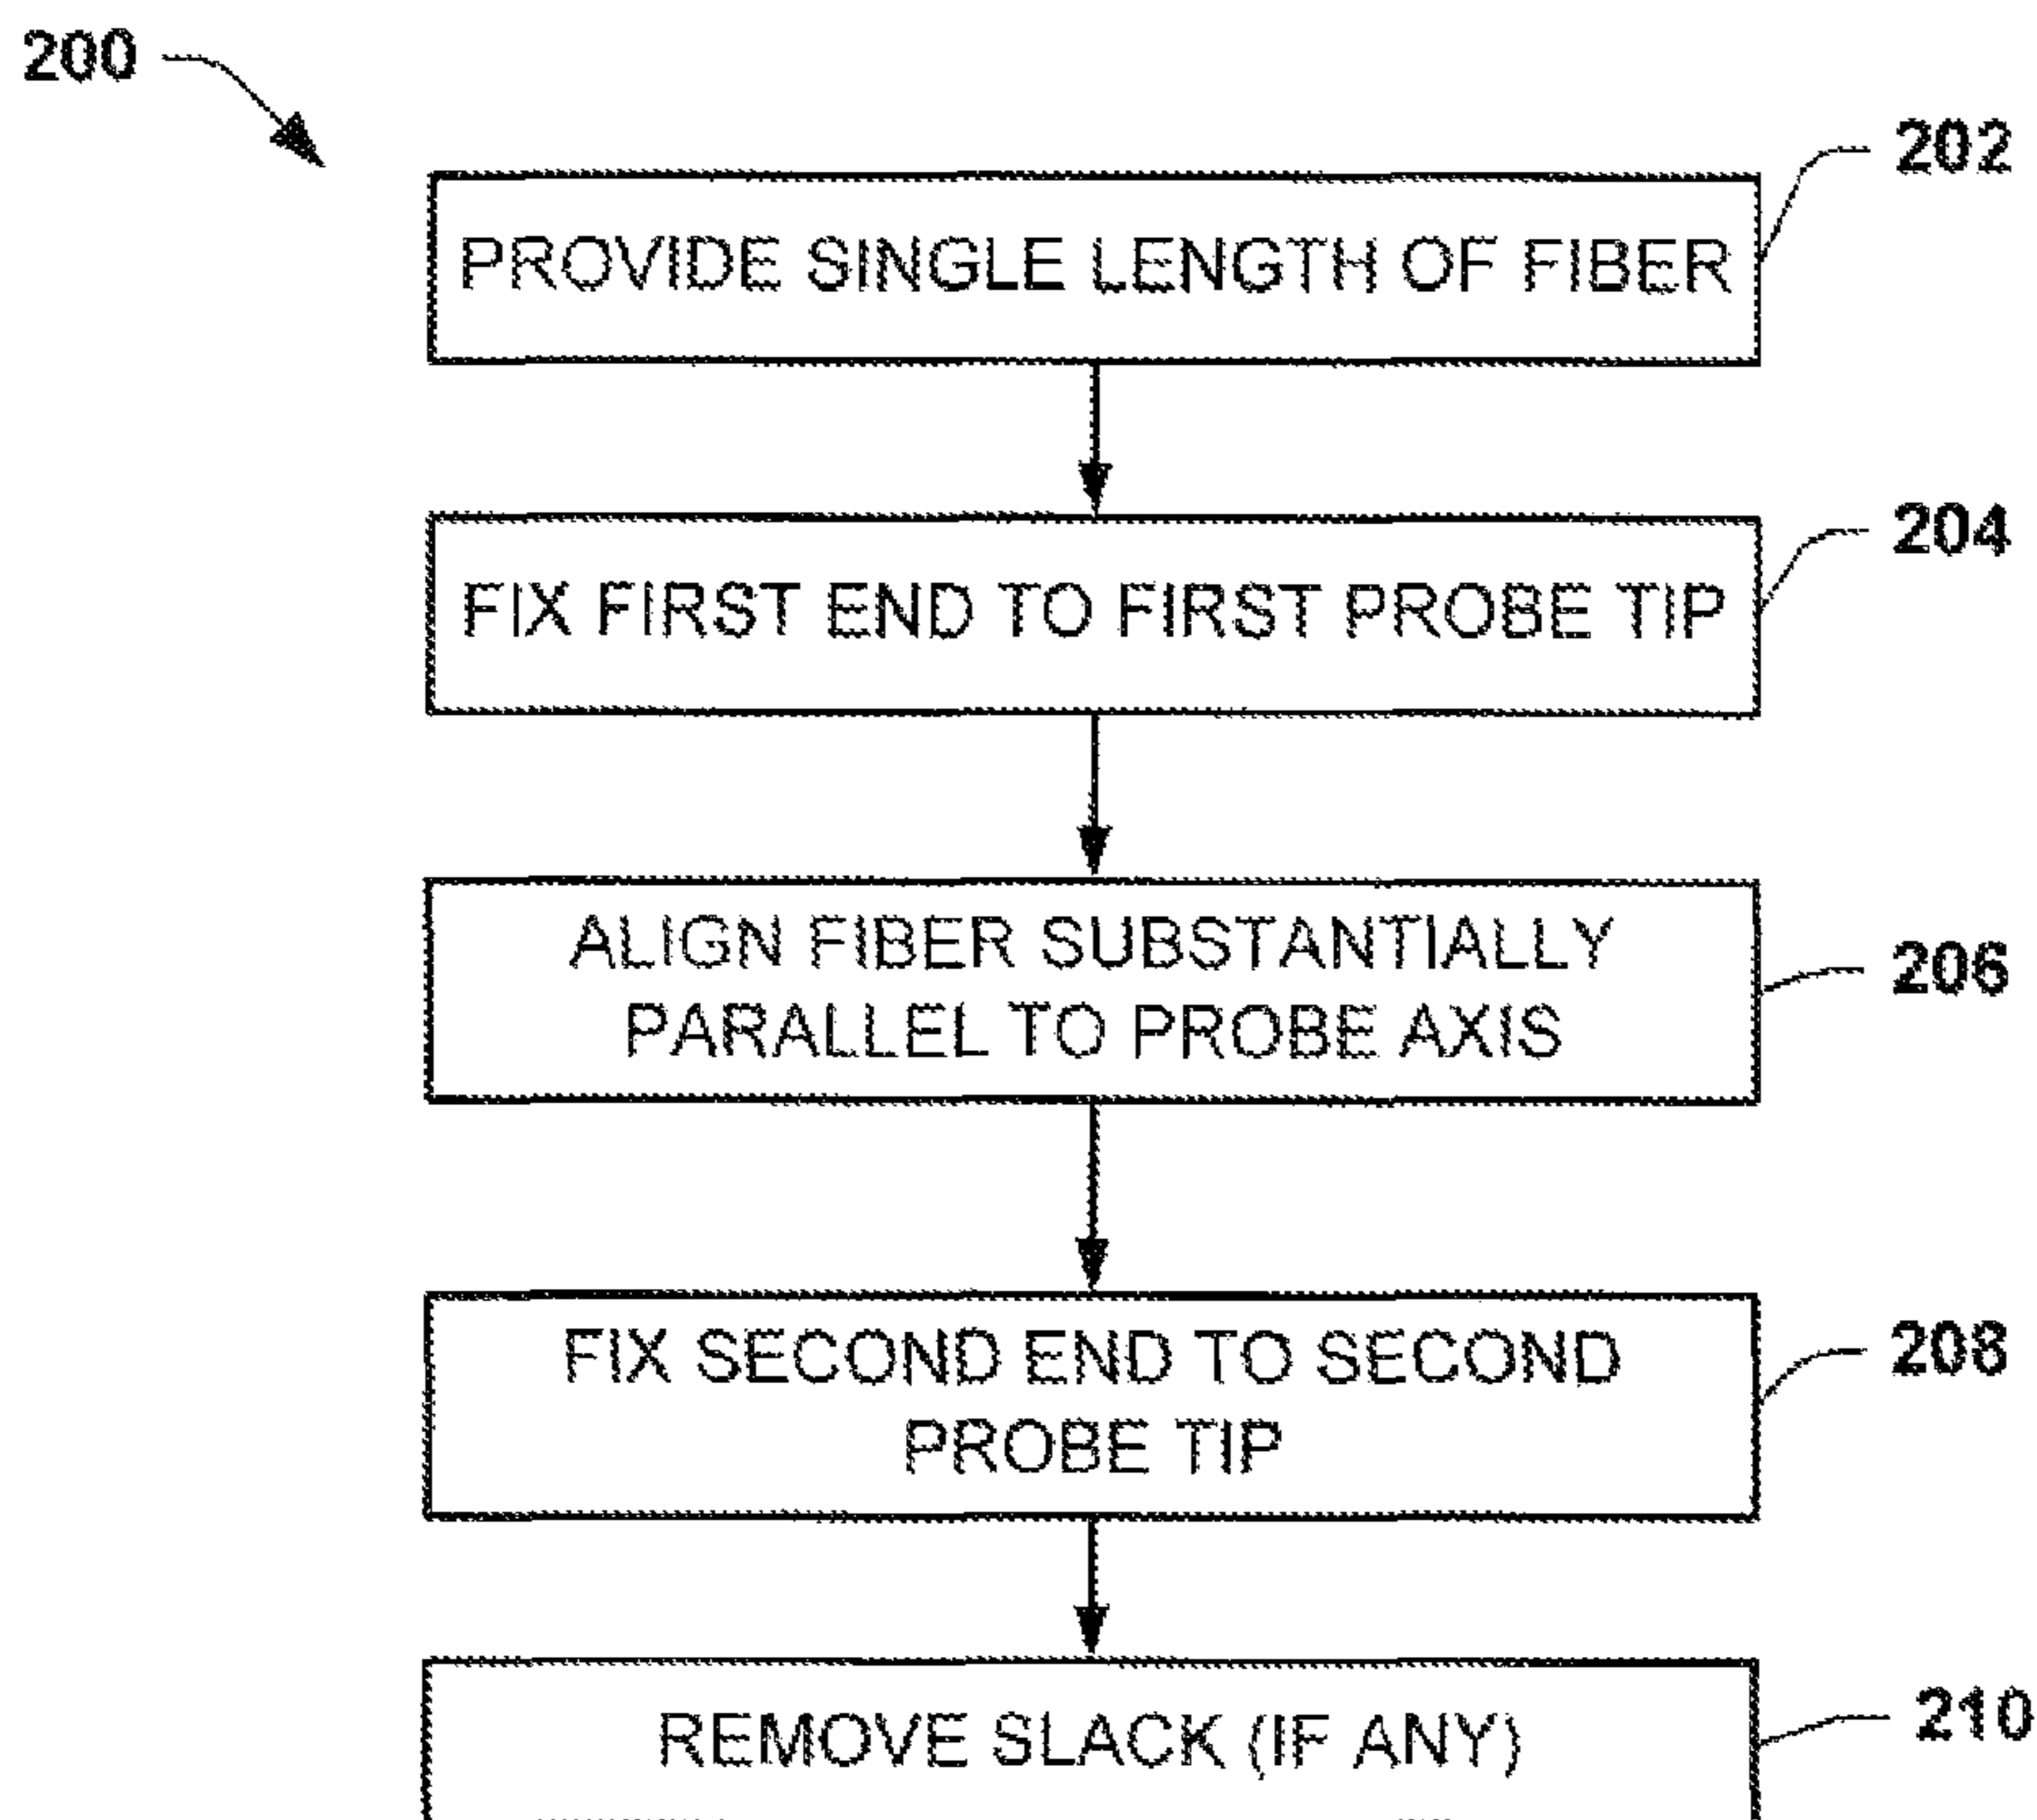 200
202
PROVIDE SINGLE LENGTH OF FIBER
204
FIX FIRST END TO FIRST PROBE TIP
ALIGN FIBER SUBSTANTIALLY
PARALLEL TO PROBE AXIS
206
FIX SECOND END TO SECOND
PROBE TIP
208
REMOVE SLACK (IF ANY)
210